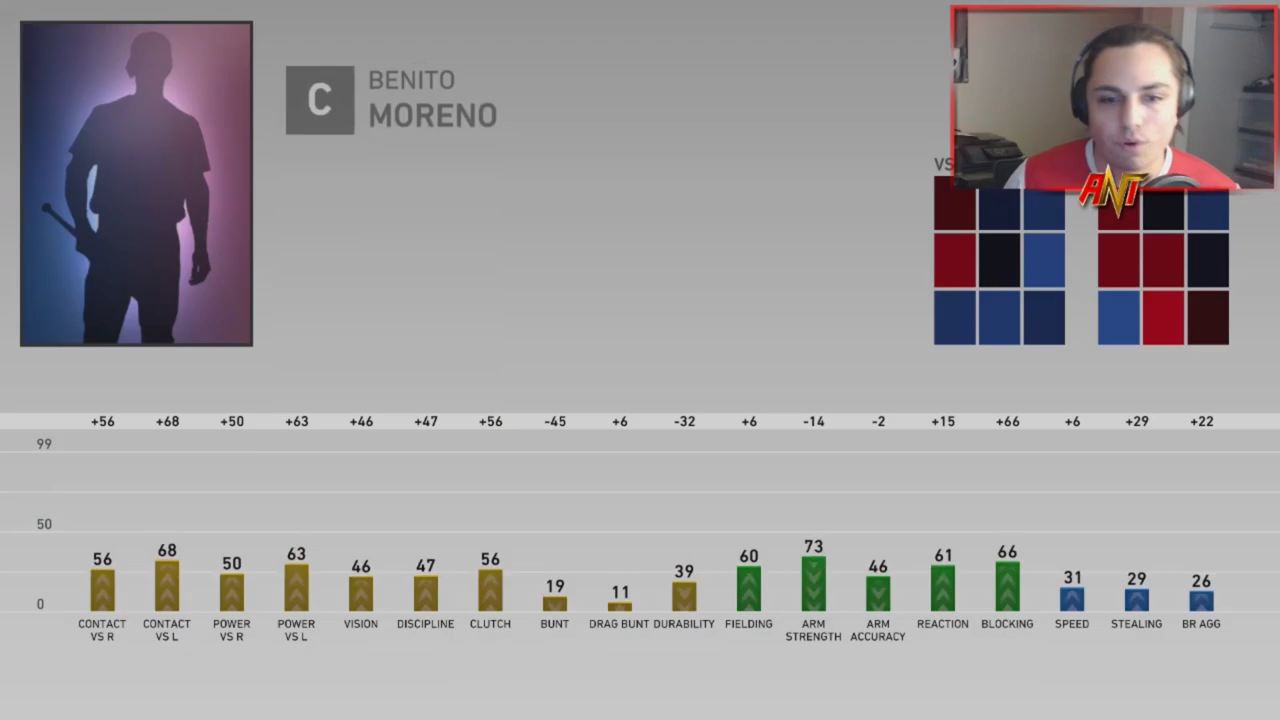 C
BENITO
MORENO
VS
ANT
+56 +68 +50 +63 +46 +47 +56 -45 +6 -32 +6 -14 -2 +15 +66 +6 +29 +22
99
50
0
56 68 50 63 46 47 56 19 11 39 60 73 46 61 66 31 29 26
CONTACT CONTACT POWER POWER VISION DISCIPLINE CLUTCH BUNT DRAG BUNT DURABILITY FIELDING ARM ARM REACTION BLOCKING SPEED STEALING BR AGG
VS R VS L VS R VS L STRENGTH ACCURACY